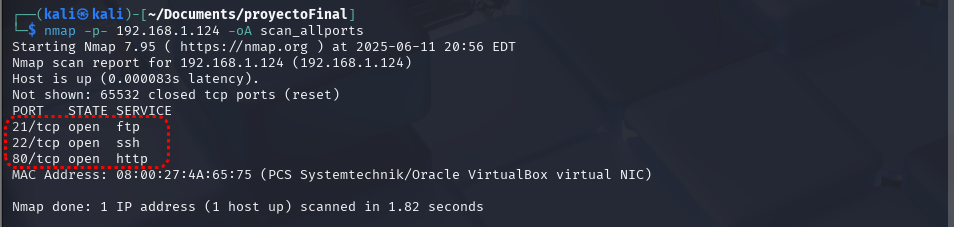 ┌──(kali㉿kali)-[~/Documents/proyectoFinal]
└─$ nmap -p- 192.168.1.124 -oA scan_allports
Starting Nmap 7.95 ( https://nmap.org ) at 2025-06-11 20:56 EDT
Nmap scan report for 192.168.1.124 (192.168.1.124)
Host is up (0.000083s latency).
Not shown: 65532 closed tcp ports (reset)
PORT   STATE SERVICE
21/tcp open  ftp
22/tcp open  ssh
80/tcp open  http
MAC Address: 08:00:27:4A:65:75 (PCS Systemtechnik/Oracle VirtualBox virtual NIC)
Nmap done: 1 IP address (1 host up) scanned in 1.82 seconds